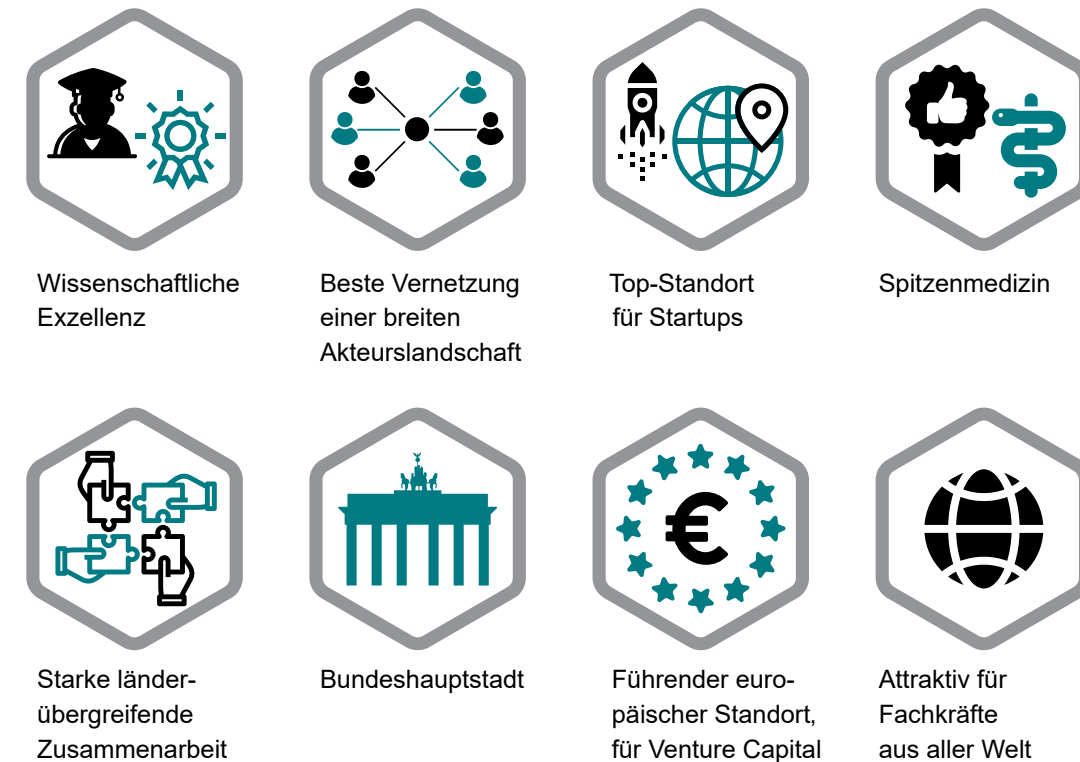 Wissenschaftliche
Exzellenz
Beste Vernetzung
einer breiten
Akteurslandschaft
Top-Standort
für Startups
Spitzenmedizin
Starke länder-
übergreifende
Zusammenarbeit
Bundeshauptstadt
€
Führender euro-
päischer Standort,
für Venture Capital
Attraktiv für
Fachkräfte
aus aller Welt